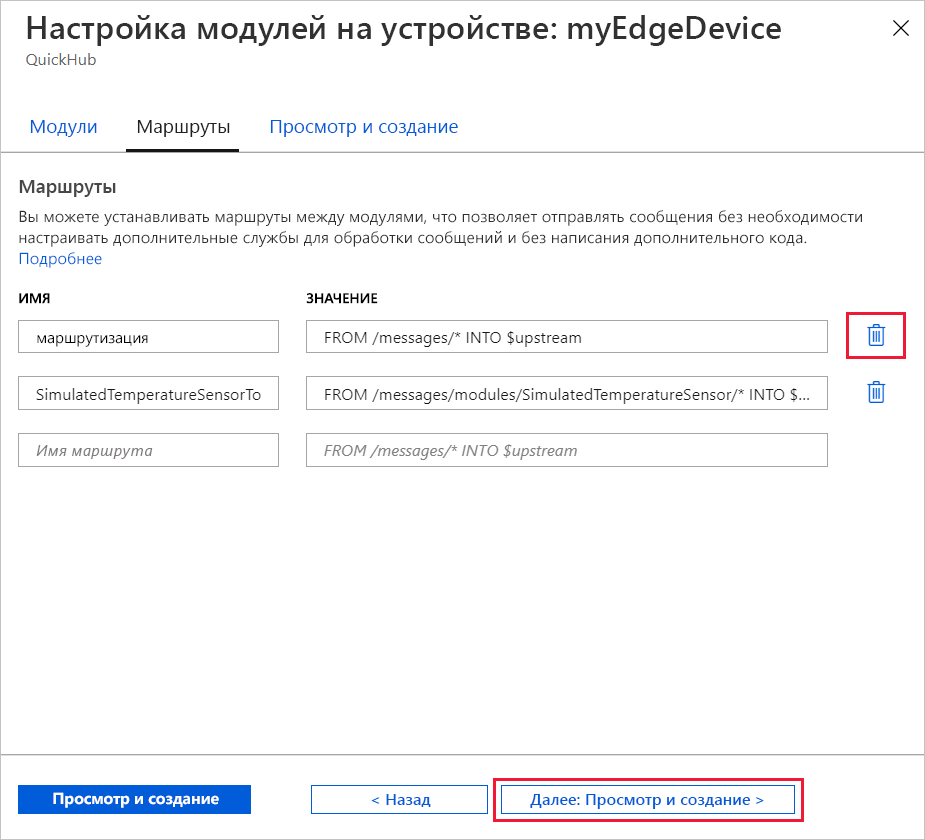 Настройка модулей на устройстве: myEdgeDevice
QuickHub
Модули Маршруты Просмотр и создание
Маршруты
Вы можете устанавливать маршруты между модулями, что позволяет отправлять сообщения без необходимости
настраивать дополнительные службы для обработки сообщений и без написания дополнительного кода.
Подробнее
ИМЯ ЗНАЧЕНИЕ
маршрутизация FROM /messages/* INTO $upstream
SimulatedTemperatureSensorTo FROM /messages/modules/SimulatedTemperatureSensor/* INTO $...
Имя маршрута FROM /messages/* INTO $upstream
Просмотр и создание < Назад Далее: Просмотр и создание >